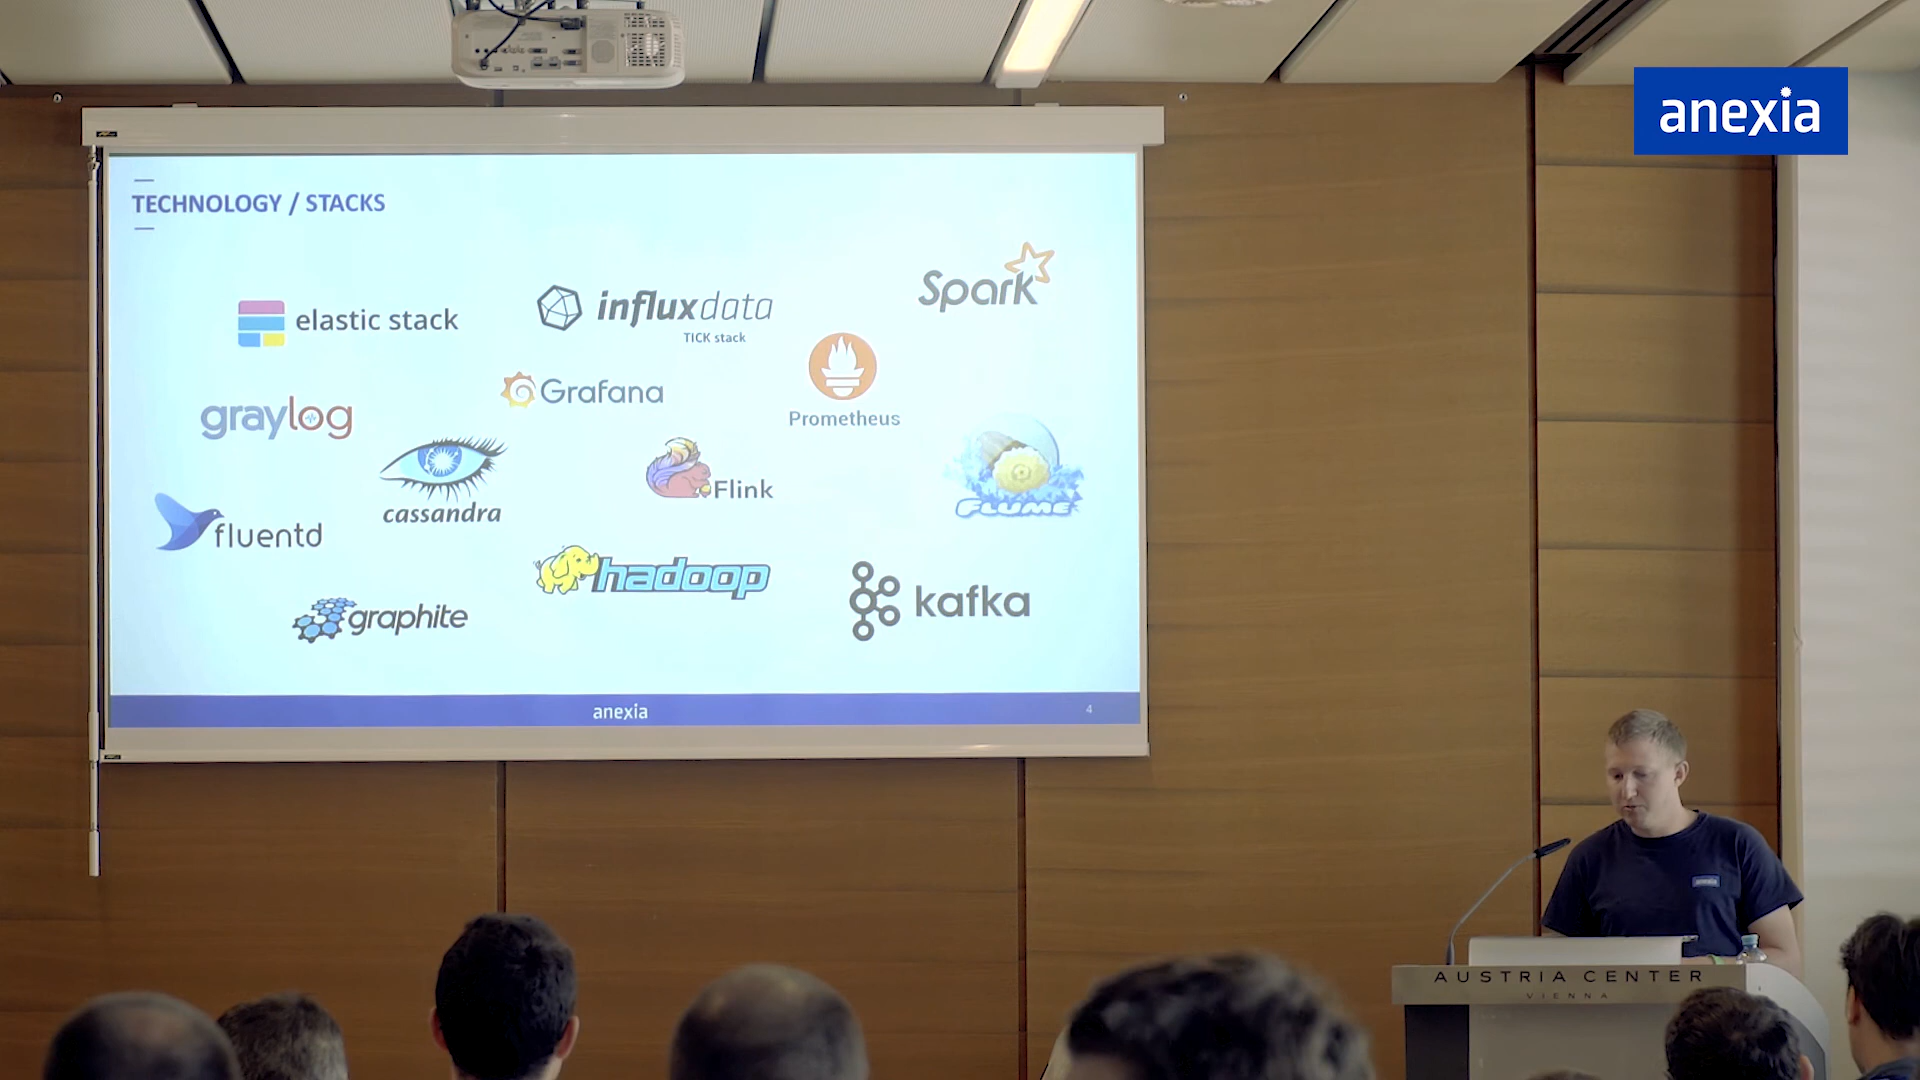 anexia
TECHNOLOGY / STACKS
Spark
elastic stack
influxdata
TICK stack
Grafana
Prometheus
graylog
cassandra
Flink
FLUME
fluentd
hadoop
kafka
graphite
anexia
4
anexia
AUSTRIA CENTER
VIENNA